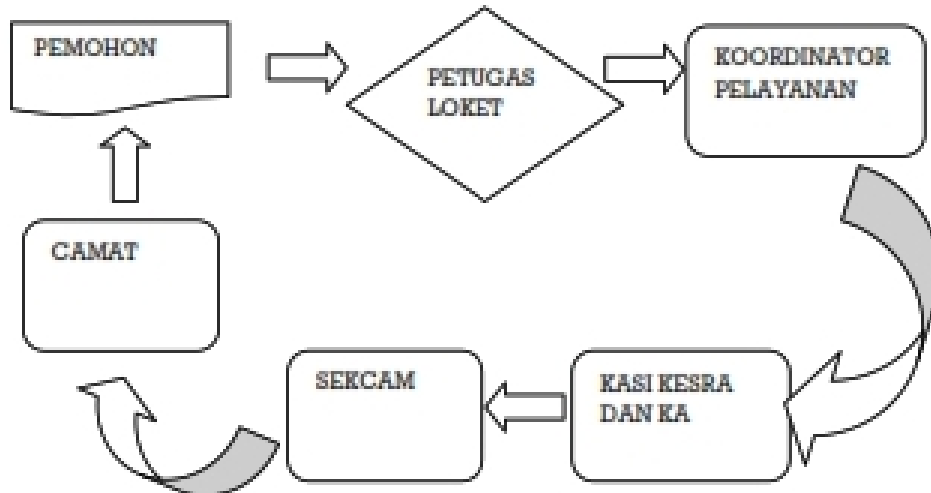 PEMOHON
PETUGAS
LOKET
KOORDINATOR
PELAYANAN
CAMAT
SEKCAM
KASI KESRA
DAN KA